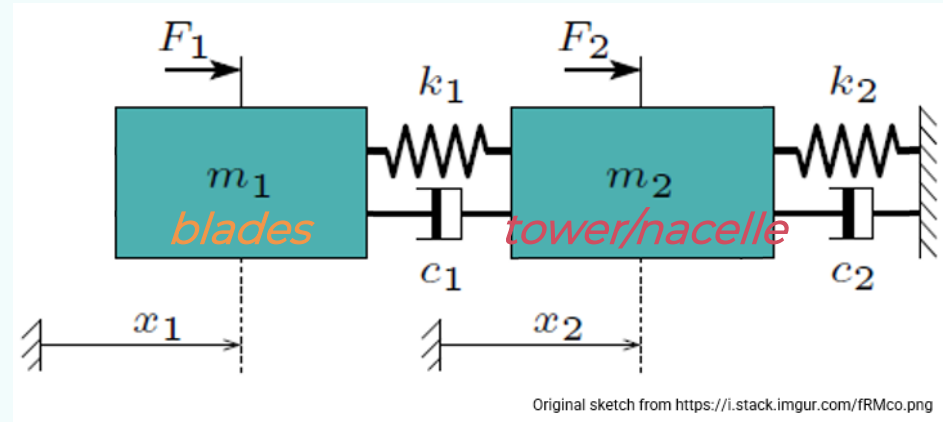 F₁
F₂
k₁
k₂
m₁
m₂
blades
tower/nacelle
c₁
c₂
x₁
x₂
Original sketch from https://i.stack.imgur.com/fRMco.png